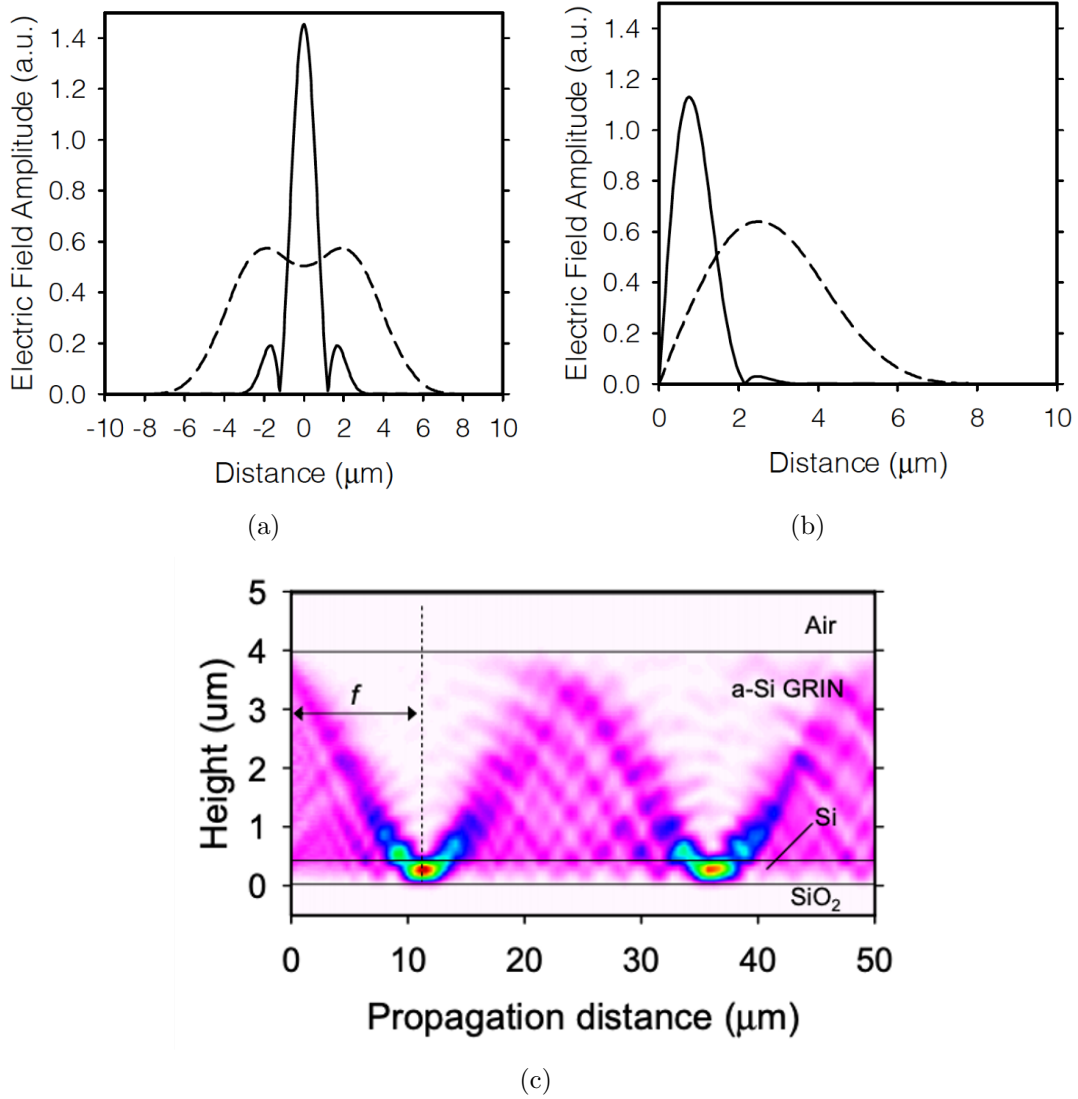 Electric Field Amplitude (a.u.)
1.4
1.2
1.0
0.8
0.6
0.4
0.2
0.0
-10 -8 -6 -4 -2 0 2 4 6 8 10
Distance (μm)
(a)
Electric Field Amplitude (a.u.)
1.4
1.2
1.0
0.8
0.6
0.4
0.2
0.0
0 2 4 6 8 10
Distance (μm)
(b)
Height (um)
5
4
3
2
1
0
Air
a-Si GRIN
f
Si
SiO₂
0 10 20 30 40 50
Propagation distance (μm)
(c)